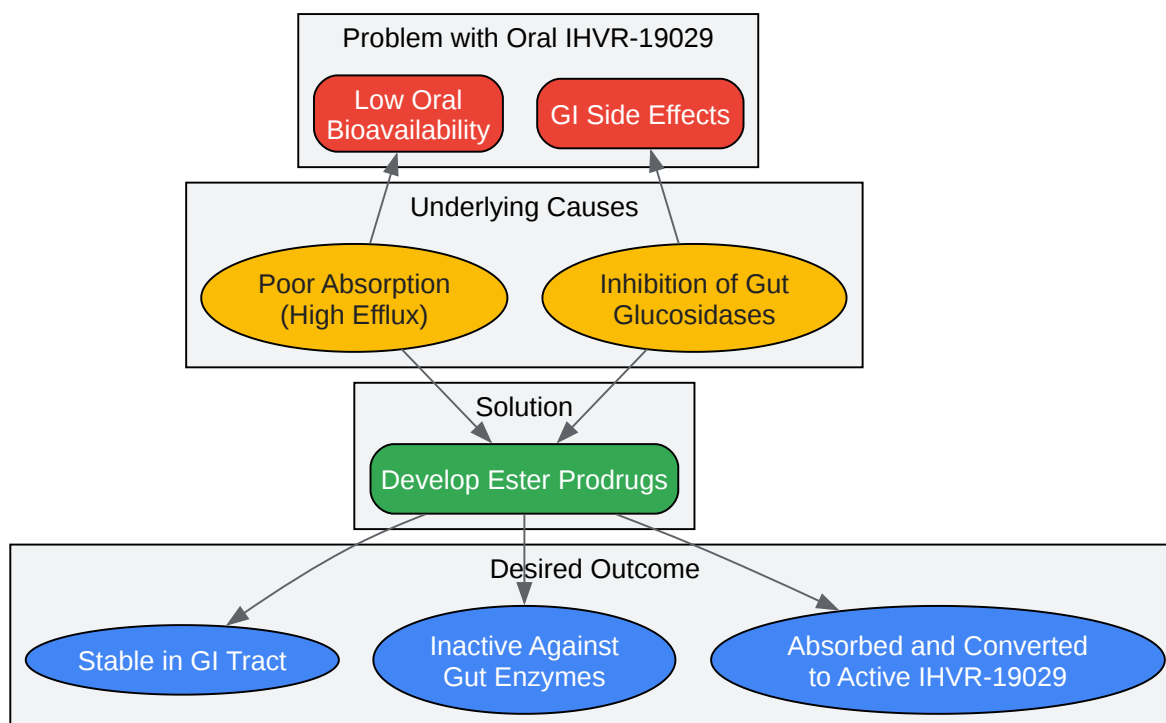 Problem with Oral IHVR-19029
Low Oral
Bioavailability
GI Side Effects
Underlying Causes
Poor Absorption
(High Efflux)
Inhibition of Gut
Glucosidases
Solution
Develop Ester Prodrugs
Desired Outcome
Stable in GI Tract
Inactive Against
Gut Enzymes
Absorbed and Converted
to Active IHVR-19029